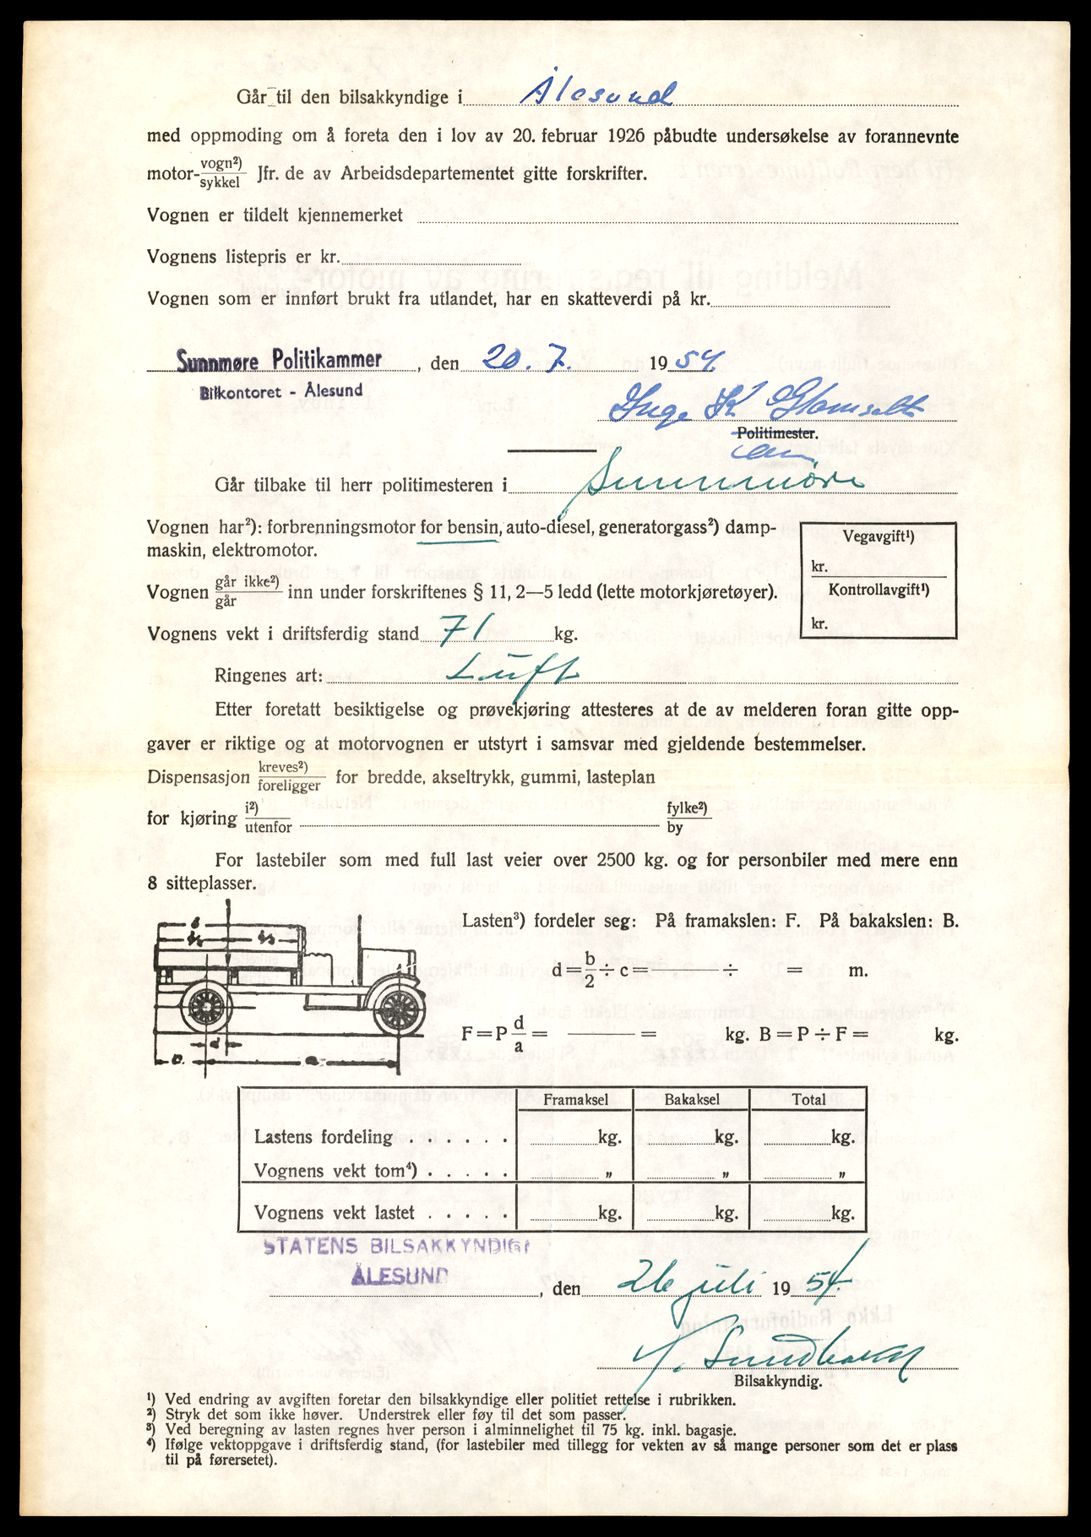 Går til den bilsakkyndige i Ålesund
med oppmoding om å foreta den i lov av 20. februar 1926 påbudte undersøkelse av forannevnte
motor- vogn²) / sykkel Jfr. de av Arbeidsdepartementet gitte forskrifter.
Vognen er tildelt kjennemerket
Vognens listepris er kr.
Vognen som er innført brukt fra utlandet, har en skatteverdi på kr.
Sunnmøre Politikammer, den 20. 7. 1954
Bilkontoret - Ålesund
Inge K
Politimester.
Går tilbake til herr politimesteren i Sunnmøre
Vognen har²): forbrenningsmotor for bensin, auto-diesel, generatorgass²) damp-
maskin, elektromotor.
Vegavgift¹)
kr.
Vognen går ikke²) / går inn under forskriftenes § 11, 2—5 ledd (lette motorkjøretøyer).
Kontrollavgift¹)
kr.
Vognens vekt i driftsferdig stand 71 kg.
Ringenes art: Luft
Etter foretatt besiktigelse og prøvekjøring attesteres at de av melderen foran gitte opp-
gaver er riktige og at motorvognen er utstyrt i samsvar med gjeldende bestemmelser.
Dispensasjon kreves²) / foreligger for bredde, akseltrykk, gummi, lasteplan
for kjøring i²) / utenfor fylke²) / by
For lastebiler som med full last veier over 2500 kg. og for personbiler med mere enn
8 sitteplasser.
Lasten³) fordeler seg: På framakslen: F. På bakakslen: B.
b
b/2 b/2
d = b/2 ÷ c = ÷ = m.
F = P d/a = = kg. B = P ÷ F = kg.
c d a
Framaksel Bakaksel Total
Lastens fordeling . . . . . . kg. kg. kg.
Vognens vekt tom⁴) . . . . . „ „ „
Vognens vekt lastet . . . . . kg. kg. kg.
STATENS BILSAKKYNDIGE
ÅLESUND, den 26 juli 1954.
Bilsakkyndig.
¹) Ved endring av avgiften foretar den bilsakkyndige eller politiet rettelse i rubrikken.
²) Stryk det som ikke høver. Understrek eller føy til det som passer.
³) Ved beregning av lasten regnes hver person i alminnelighet til 75 kg. inkl. bagasje.
⁴) Ifølge vektoppgave i driftsferdig stand, (for lastebiler med tillegg for vekten av så mange personer som det er plass
til på førersetet).